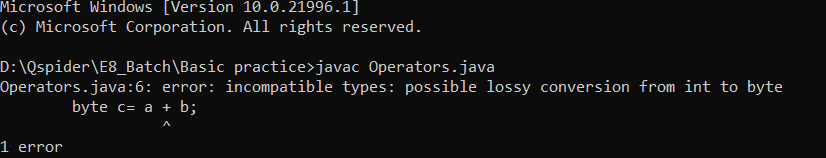 Microsoft Windows [Version 10.0.21996.1]
(c) Microsoft Corporation. All rights reserved.
D:\Qspider\E8_Batch\Basic practice>javac Operators.java
Operators.java:6: error: incompatible types: possible lossy conversion from int to byte
        byte c= a + b;
                  ^
1 error